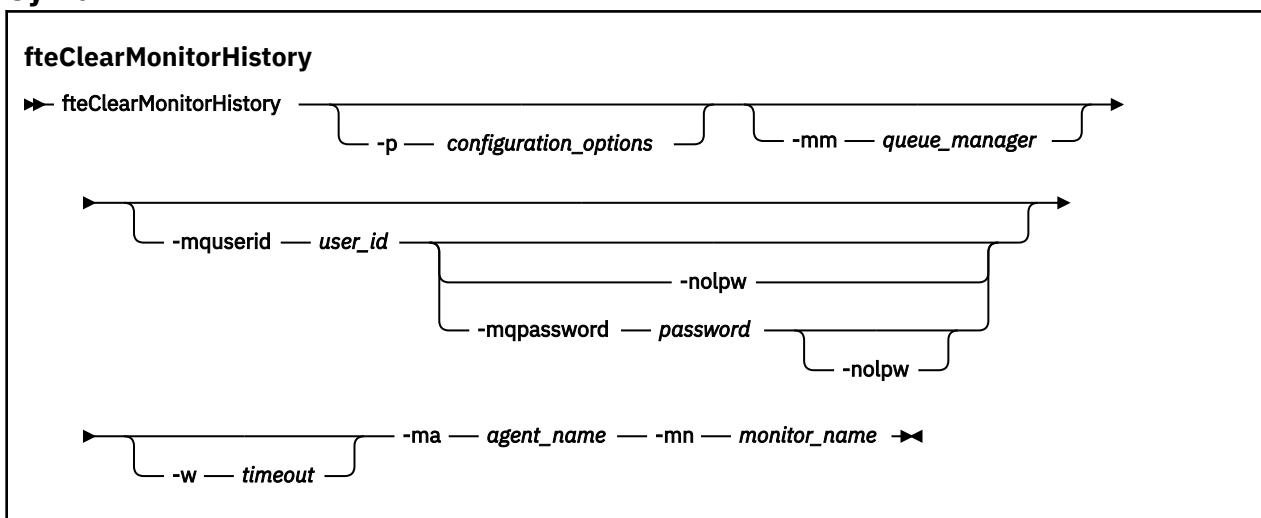 fteClearMonitorHistory
fteClearMonitorHistory
-p configuration_options -mm queue_manager
-mquserid user_id
-nolpw
-mqpassword password
-nolpw
-ma agent_name -mn monitor_name
-w timeout